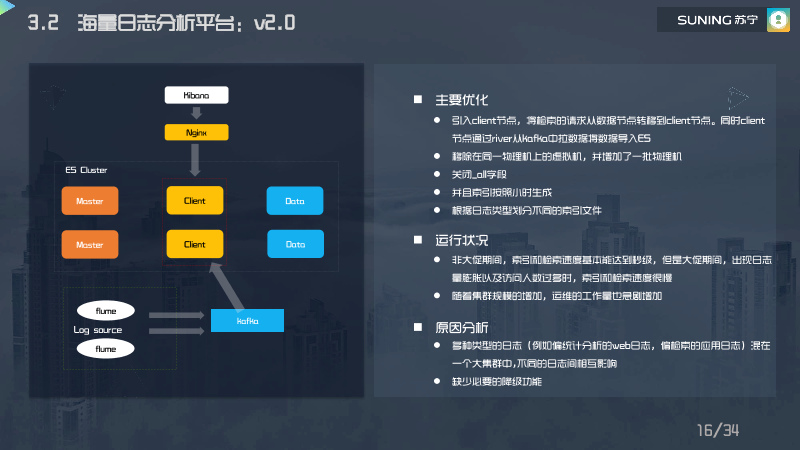 3.2 海量日志分析平台：v2.0
SUNING 苏宁
Kibana
Nginx
ES Cluster
Master
Client
Data
Master
Client
Data
flume
Log source
flume
kafka
主要优化
引入client节点，将检索的请求从数据节点转移到client节点。同时client
节点通过river从kafka中拉数据将数据导入ES
移除在同一物理机上的虚拟机，并增加了一批物理机
关闭_all字段
并且索引按照小时生成
根据日志类型划分不同的索引文件
运行状况
非大促期间，索引和检索速度基本能达到秒级，但是大促期间，出现日志
量膨胀以及访问人数过多时，索引和检索速度很慢
随着集群规模的增加，运维的工作量也急剧增加
原因分析
多种类型的日志（例如偏统计分析的web日志，偏检索的应用日志）混在
一个大集群中,不同的日志间相互影响
缺少必要的降级功能
16/34